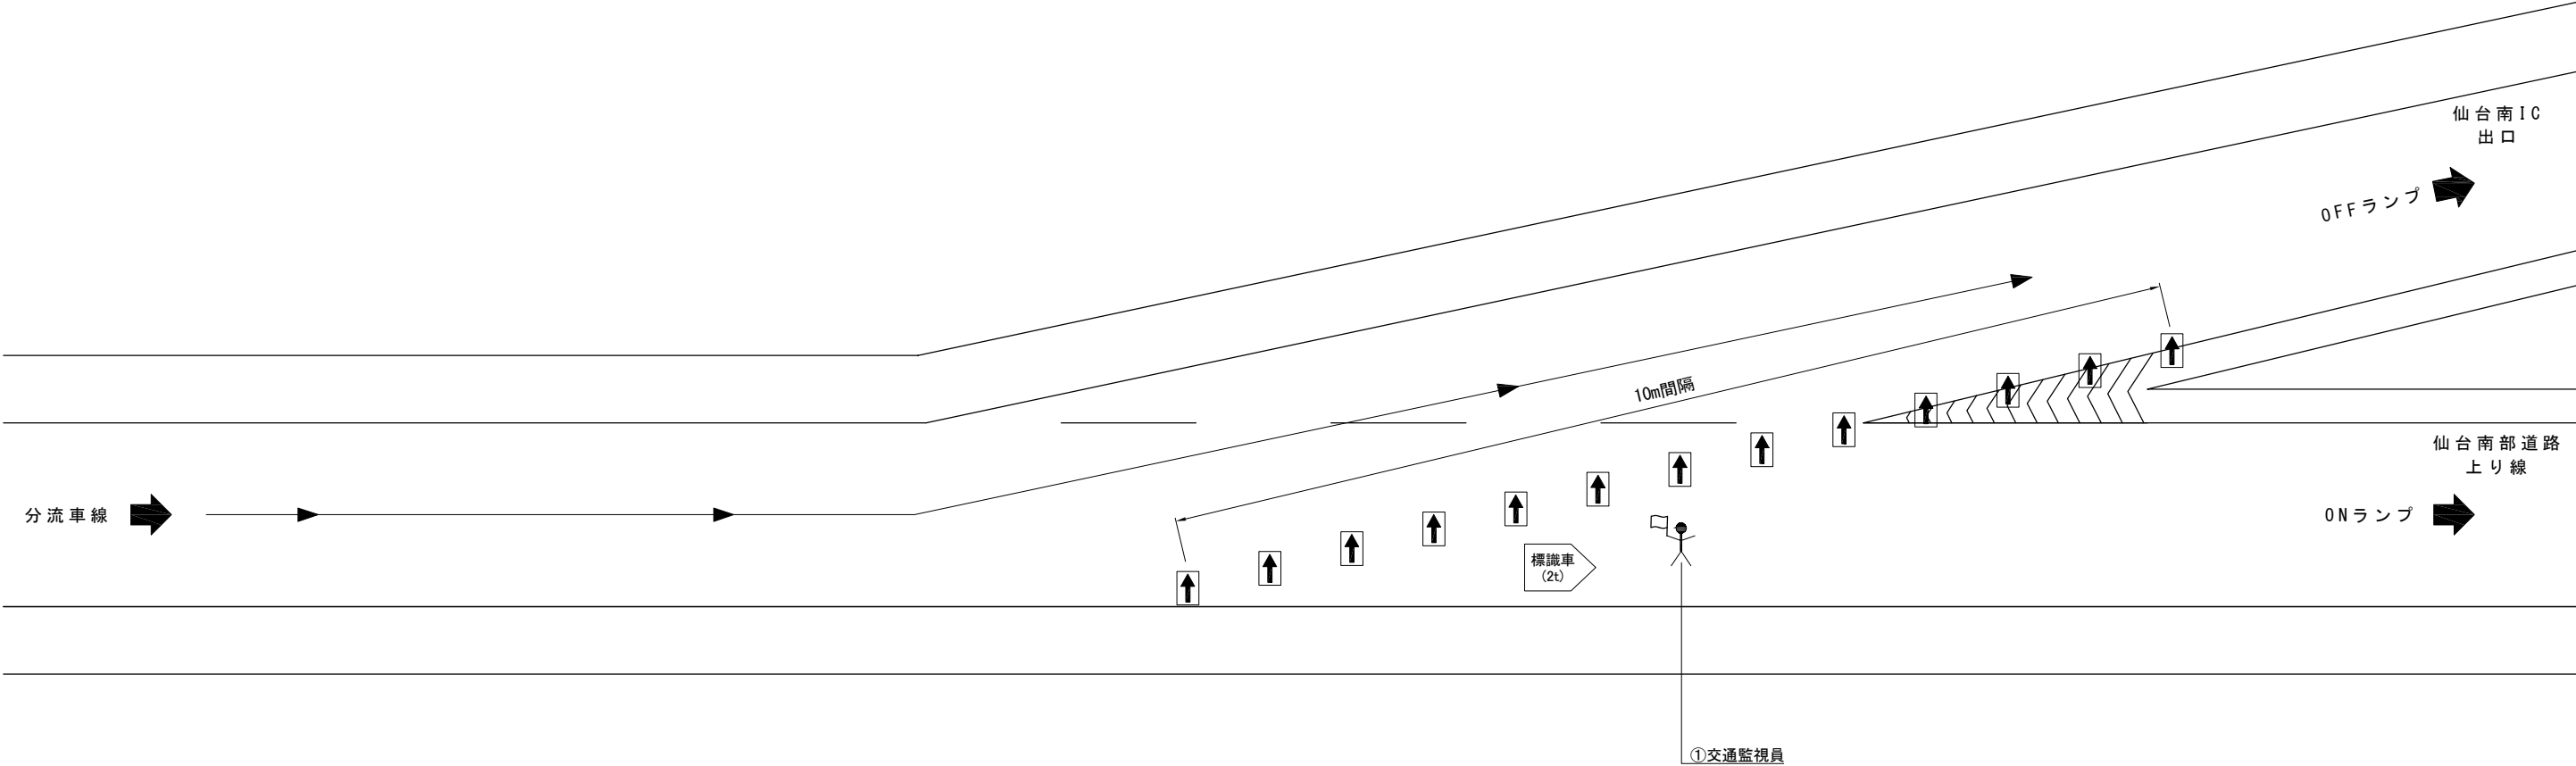 仙台南IC
出口
OFFランプ
10m間隔
仙台南部道路
上り線
分流車線
ONランプ
標識車
(2t)
①交通監視員